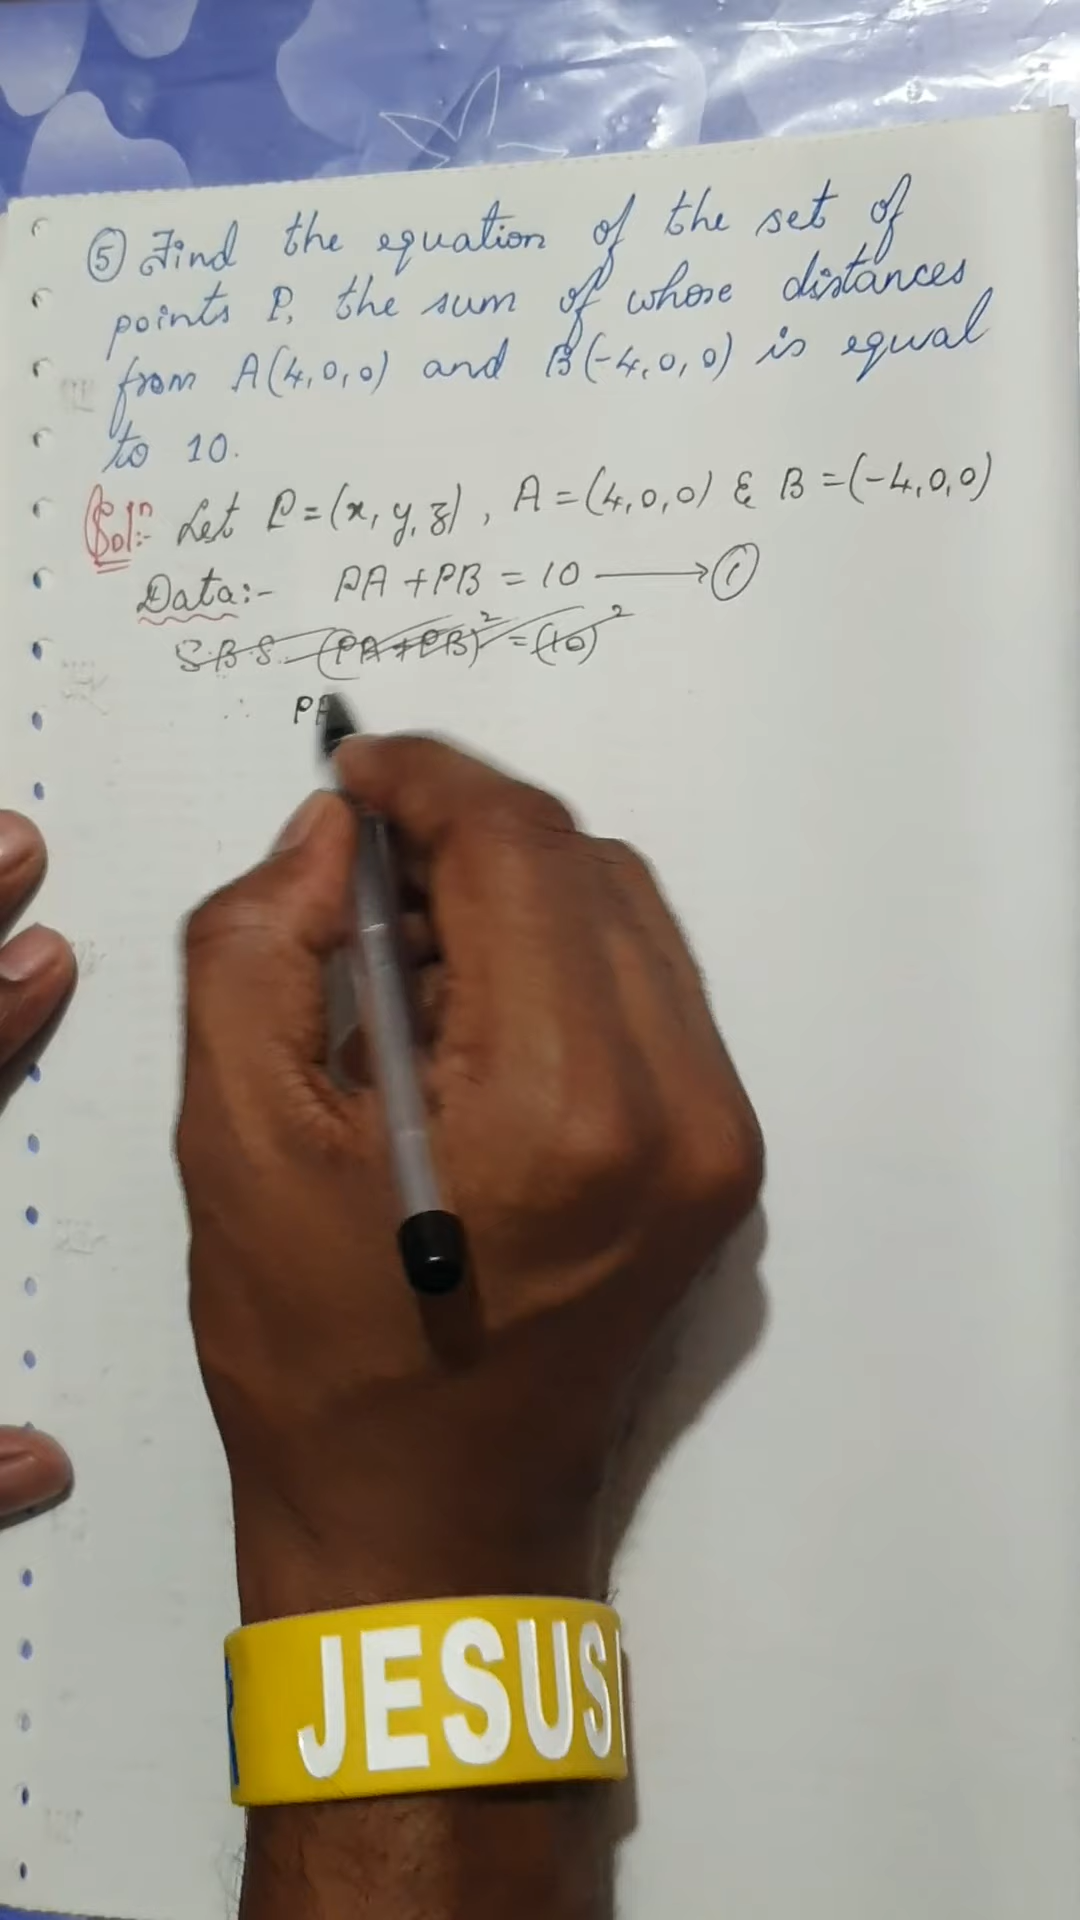 ⑤ Find the equation of the set of
points P, the sum of whose distances
from A(4,0,0) and B(-4,0,0) is equal
to 10.
Solⁿ:- Let P=(x,y,z), A=(4,0,0) & B=(-4,0,0)
Data:- PA+PB=10 ⟶ ①
S.B.S. (PA+PB)²=(10)²
∴ PA
JESUS